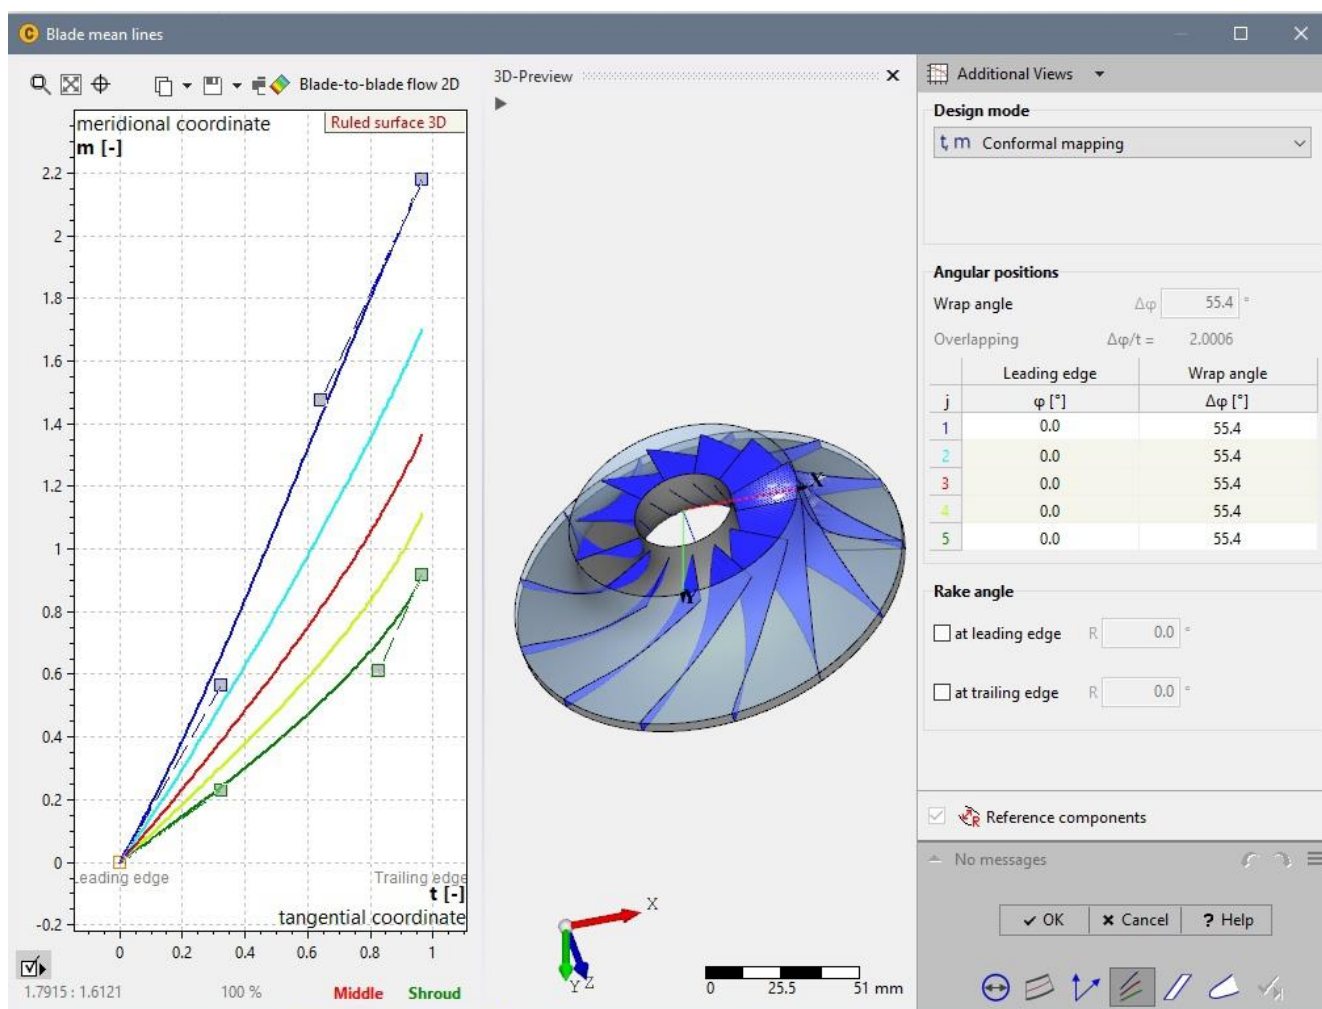 Blade mean lines
Blade-to-blade flow 2D
meridional coordinate
m [-]
Ruled surface 3D
2.2
2
1.8
1.6
1.4
1.2
1
0.8
0.6
0.4
0.2
0
-0.2
Leading edge
Trailing edge
t [-]
tangential coordinate
0 0.2 0.4 0.6 0.8 1
1.7915 : 1.6121 100 % Middle Shroud
3D-Preview
X
Y
X
Y Z
0 25.5 51 mm
Additional Views
Design mode
t, m Conformal mapping
Angular positions
Wrap angle Δφ 55.4 °
Overlapping Δφ/t = 2.0006
Leading edge Wrap angle
j φ [°] Δφ [°]
1 0.0 55.4
2 0.0 55.4
3 0.0 55.4
4 0.0 55.4
5 0.0 55.4
Rake angle
at leading edge R 0.0 °
at trailing edge R 0.0 °
Reference components
No messages
OK Cancel ? Help